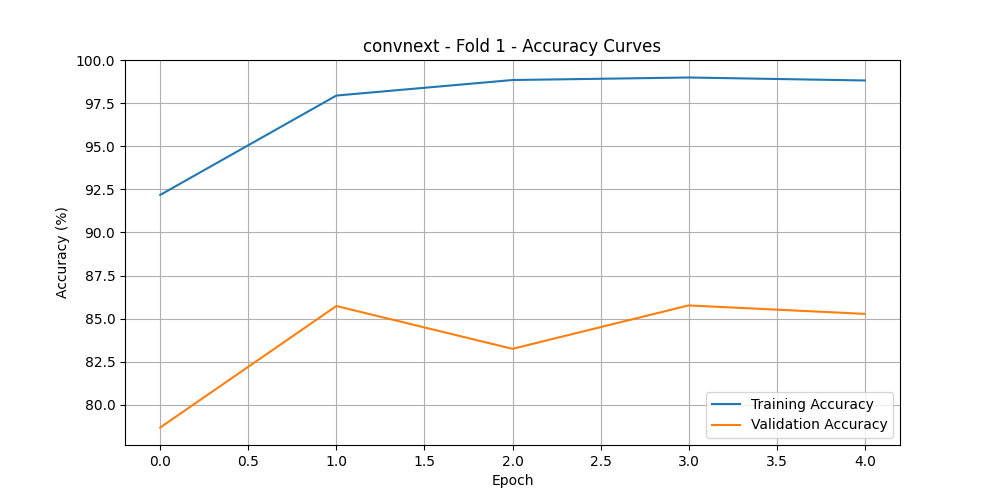 convnext - Fold 1 - Accuracy Curves
Accuracy (%)
100.0
97.5
95.0
92.5
90.0
87.5
85.0
82.5
80.0
Training Accuracy
Validation Accuracy
0.0 0.5 1.0 1.5 2.0 2.5 3.0 3.5 4.0
Epoch